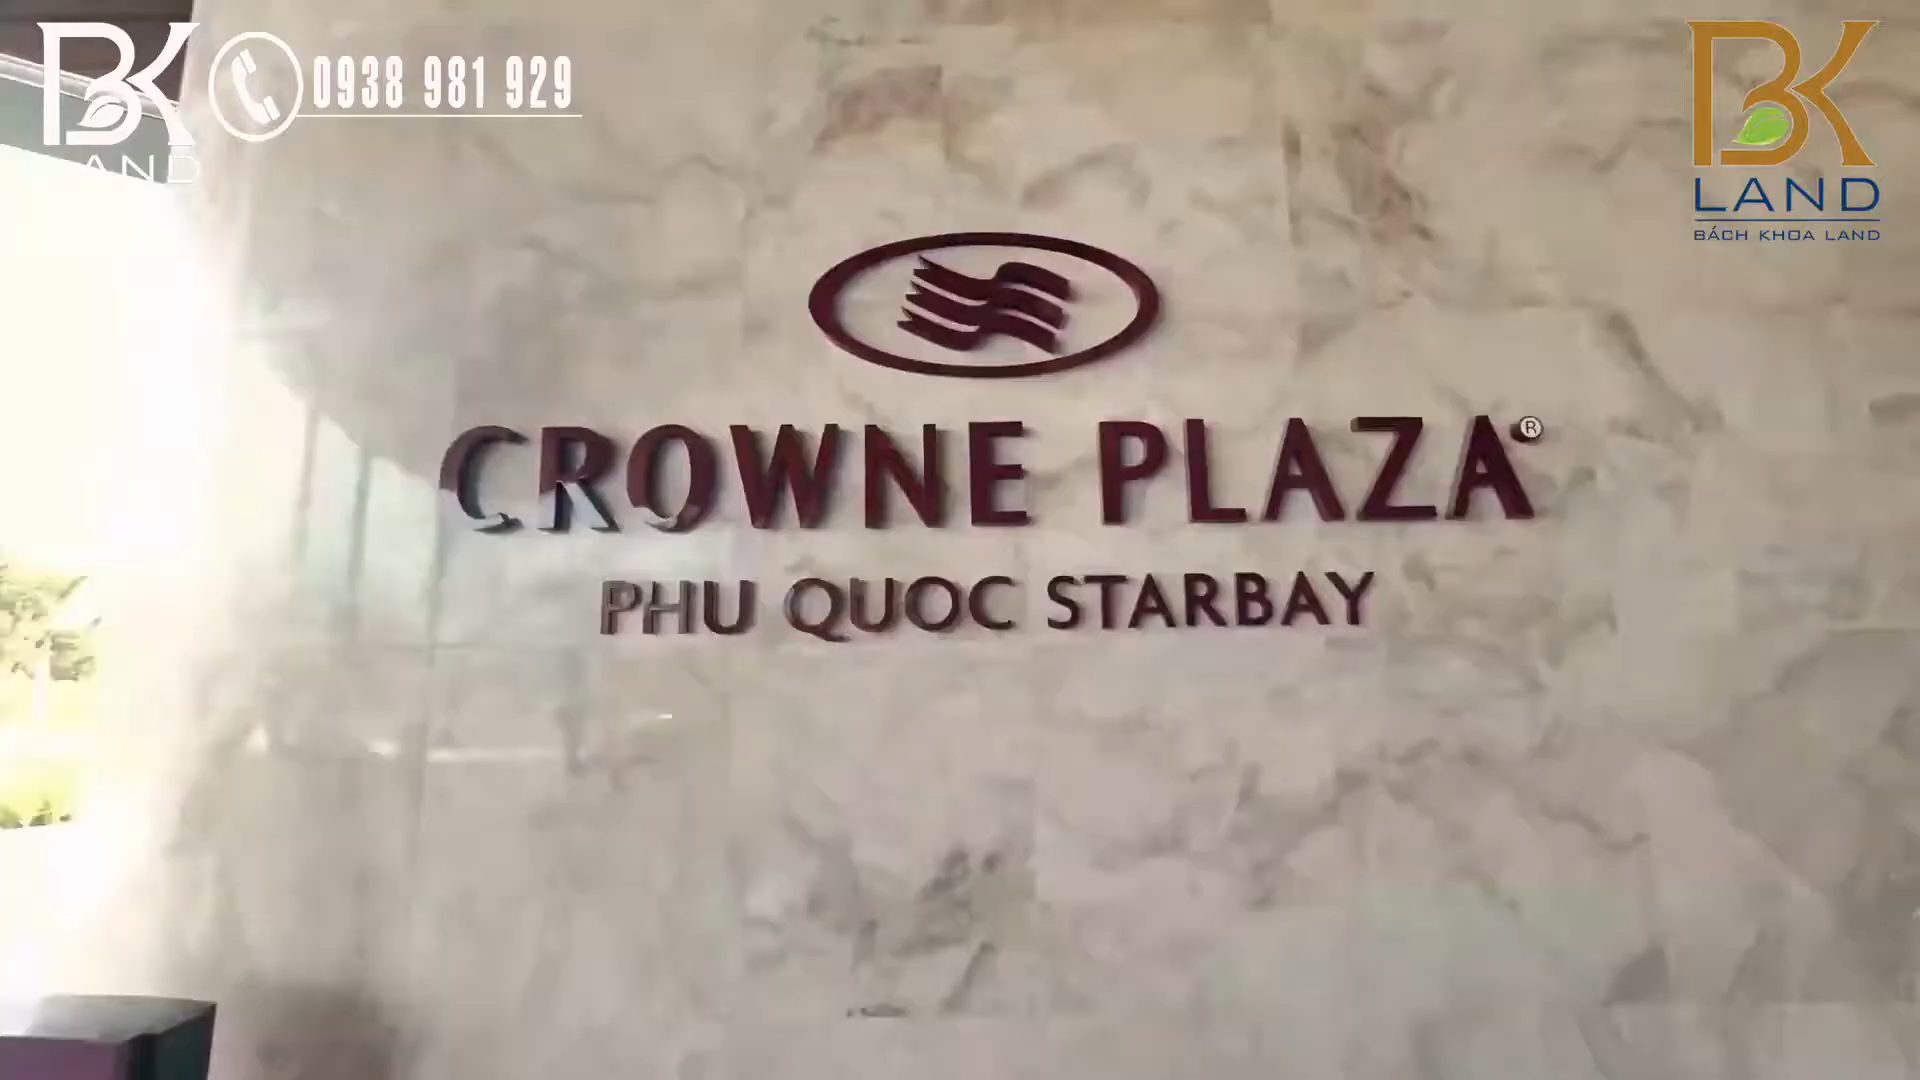 BK
LAND
0938 981 929
BK
LAND
BÁCH KHOA LAND
CROWNE PLAZA®
PHU QUOC STARBAY